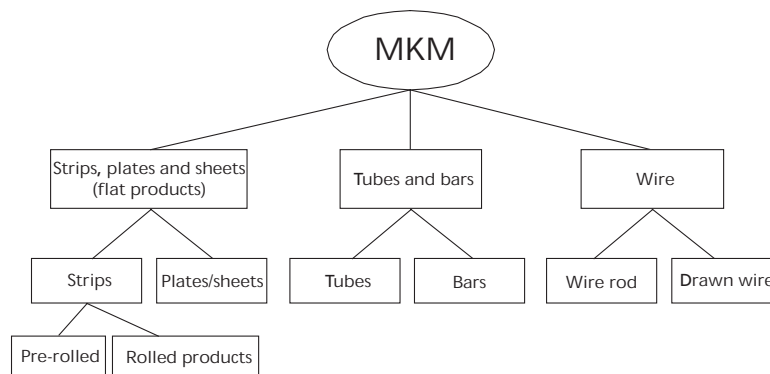 MKM
Strips, plates and sheets
(flat products)
Tubes and bars
Wire
Strips
Plates/sheets
Tubes
Bars
Wire rod
Drawn wire
Pre-rolled
Rolled products